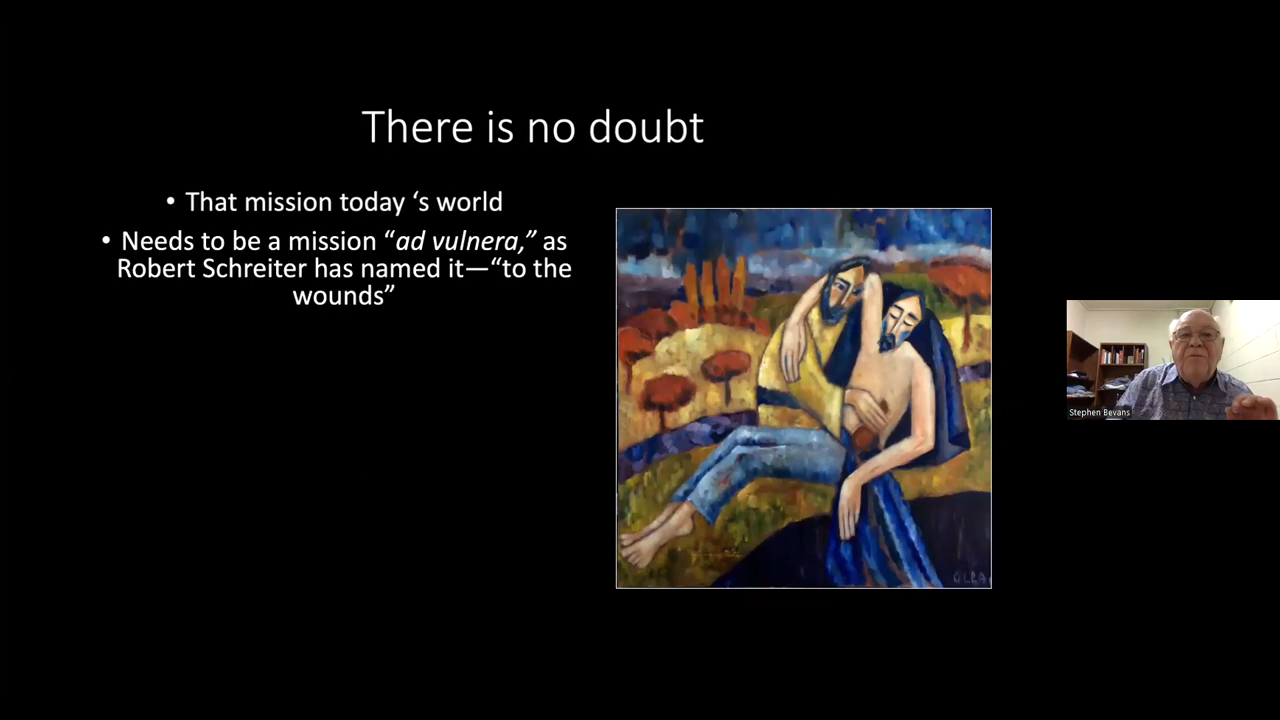 There is no doubt
• That mission today ‘s world
• Needs to be a mission “ad vulnera,” as
Robert Schreiter has named it—“to the
wounds”
OLGA
Stephen Bevans